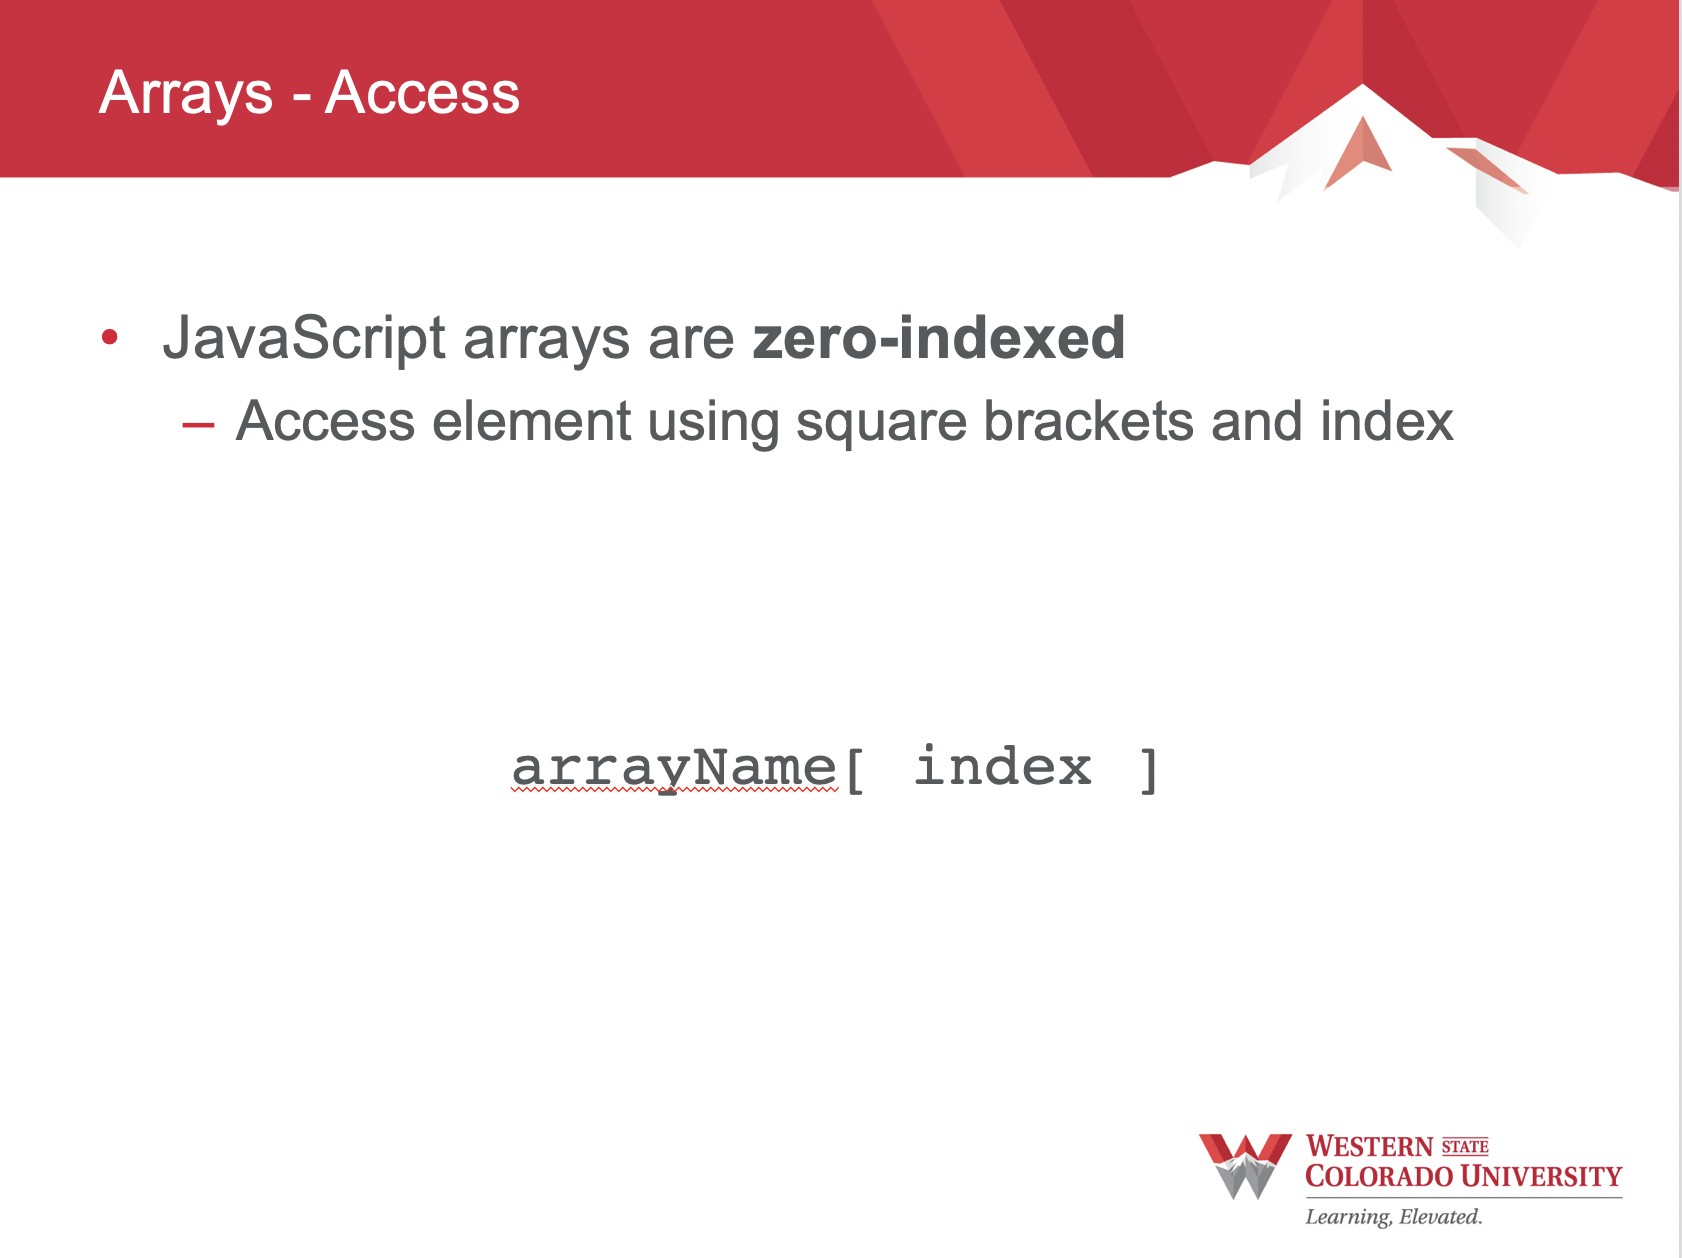 Arrays - Access
• JavaScript arrays are zero-indexed
– Access element using square brackets and index
arrayName[ index ]
WESTERN STATE
COLORADO UNIVERSITY
Learning, Elevated.